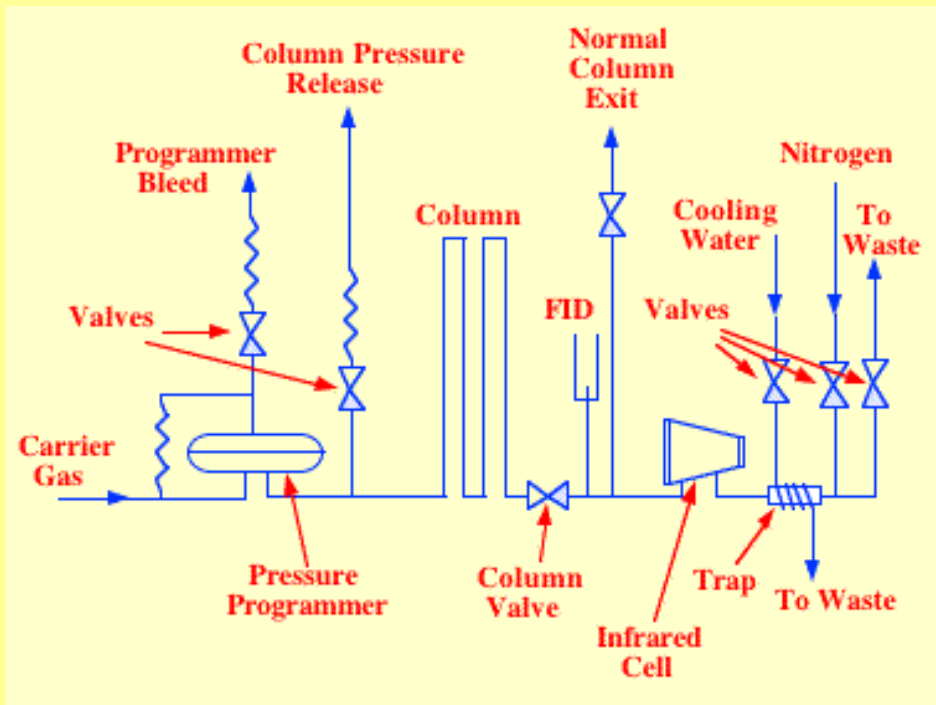 Column Pressure
Release
Normal
Column
Exit
Programmer
Bleed
Nitrogen
Column
Cooling
Water
To
Waste
Valves
FID
Valves
Carrier
Gas
Pressure
Programmer
Column
Valve
Trap
To Waste
Infrared
Cell